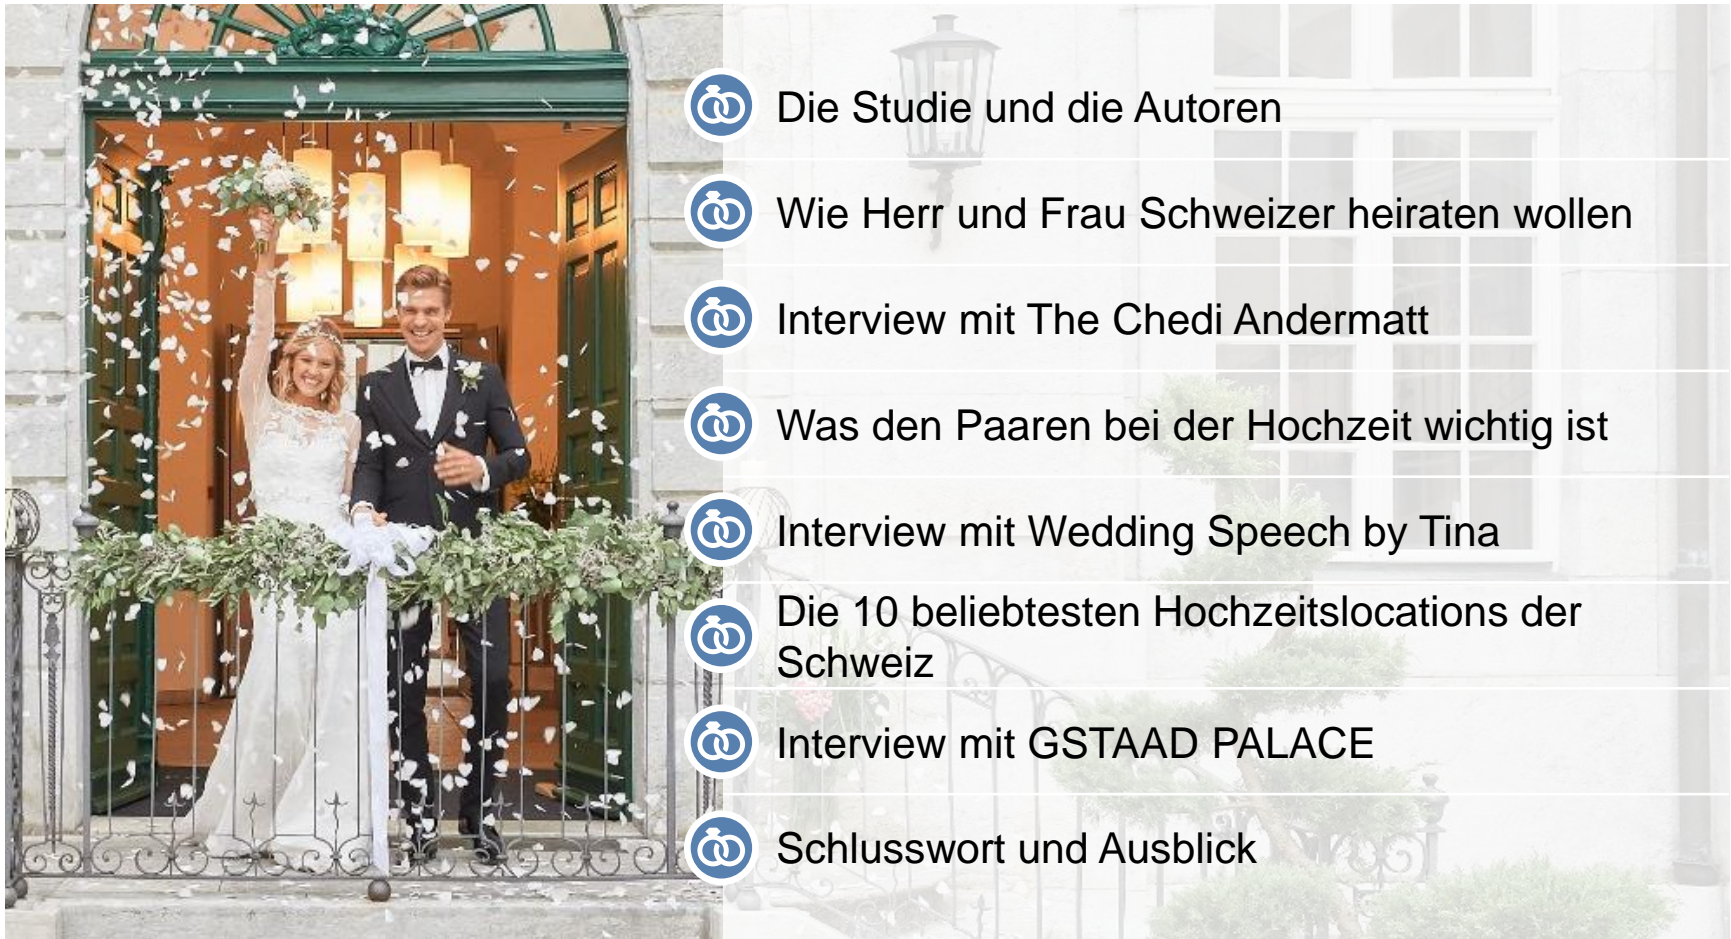 Die Studie und die Autoren
Wie Herr und Frau Schweizer heiraten wollen
Interview mit The Chedi Andermatt
Was den Paaren bei der Hochzeit wichtig ist
Interview mit Wedding Speech by Tina
Die 10 beliebtesten Hochzeitslocations der
Schweiz
Interview mit GSTAAD PALACE
Schlusswort und Ausblick